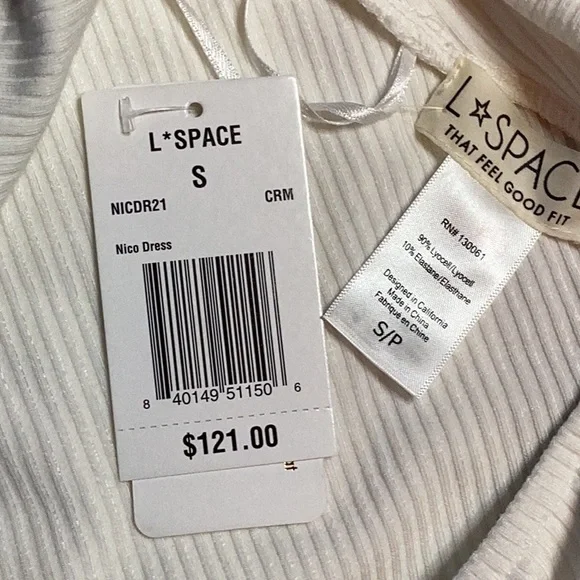 L*SPACE
S
NICDR21 CRM
Nico Dress
8 40149 51150 6
$121.00
L☆SPACE
THAT FEEL GOOD FIT
RN# 130061
90% Lyocell/Lyocell
10% Elastane/Elasthane
Designed in California
Made in China
Fabriqué en Chine
S/P